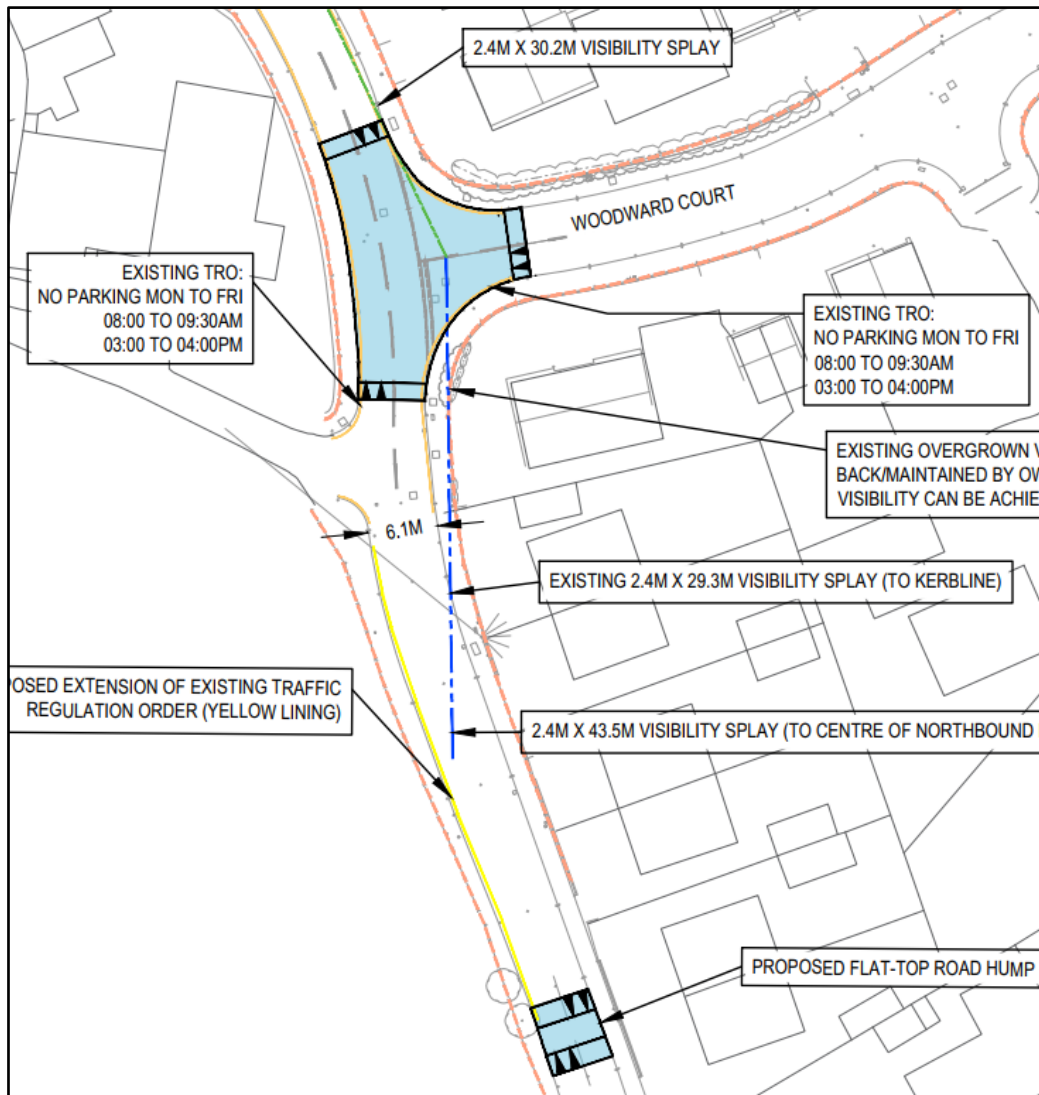 2.4M X 30.2M VISIBILITY SPLAY
WOODWARD COURT
EXISTING TRO:
NO PARKING MON TO FRI
08:00 TO 09:30AM
03:00 TO 04:00PM
EXISTING TRO:
NO PARKING MON TO FRI
08:00 TO 09:30AM
03:00 TO 04:00PM
EXISTING OVERGROWN
BACK/MAINTAINED BY
VISIBILITY CAN BE
6.1M
EXISTING 2.4M X 29.3M VISIBILITY SPLAY (TO KERBLINE)
EXTENSION OF EXISTING TRAFFIC
REGULATION ORDER (YELLOW LINING)
2.4M X 43.5M VISIBILITY SPLAY (TO CENTRE OF NORTHBOUND
PROPOSED FLAT-TOP ROAD HUMP